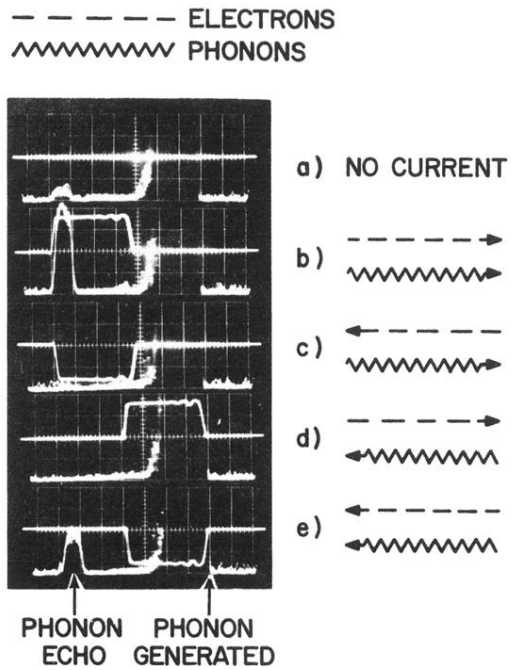 ELECTRONS
PHONONS
a) NO CURRENT
b)
c)
d)
e)
PHONON ECHO
PHONON GENERATED